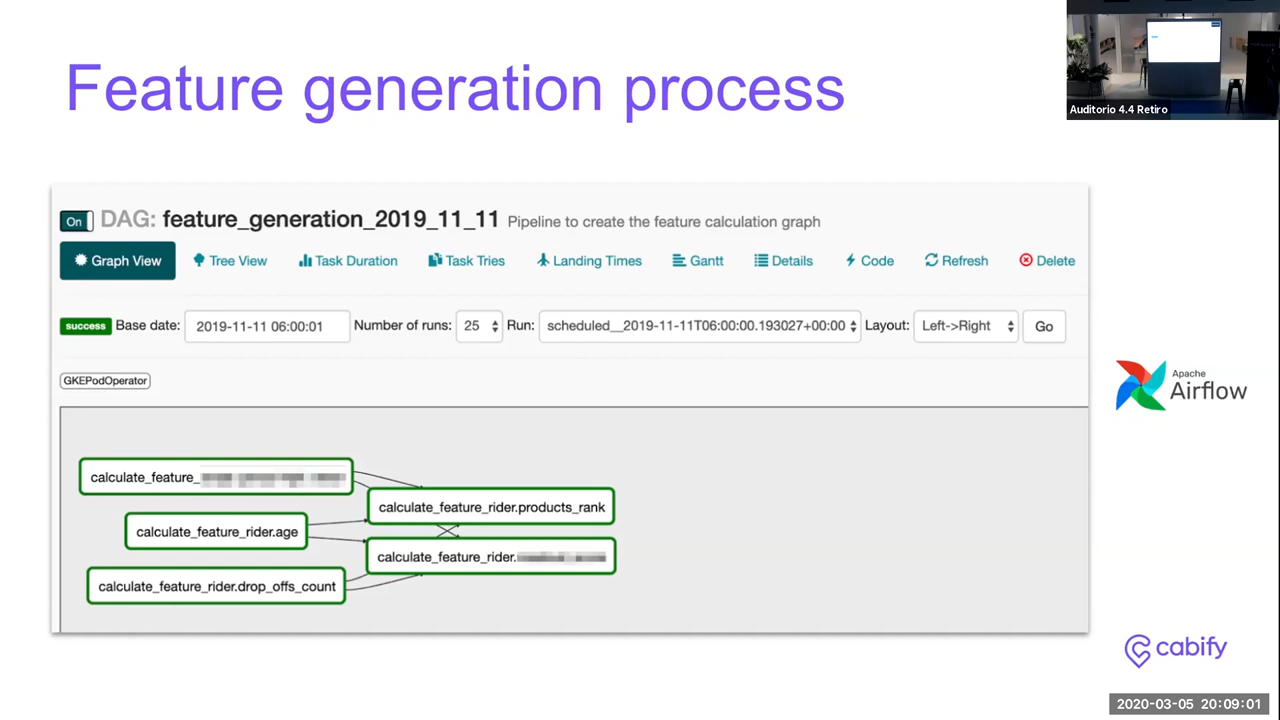 Feature generation process
Auditorio 4.4 Retiro
On DAG: feature_generation_2019_11_11 Pipeline to create the feature calculation graph
Graph View Tree View Task Duration Task Tries Landing Times Gantt Details Code Refresh Delete
success Base date: 2019-11-11 06:00:01 Number of runs: 25 Run: scheduled__2019-11-11T06:00:00.193027+00:00 Layout: Left->Right Go
GKEPodOperator
Apache
Airflow
calculate_feature_
calculate_feature_rider.products_rank
calculate_feature_rider.age
calculate_feature_rider.
calculate_feature_rider.drop_offs_count
cabify
2020-03-05 20:09:01